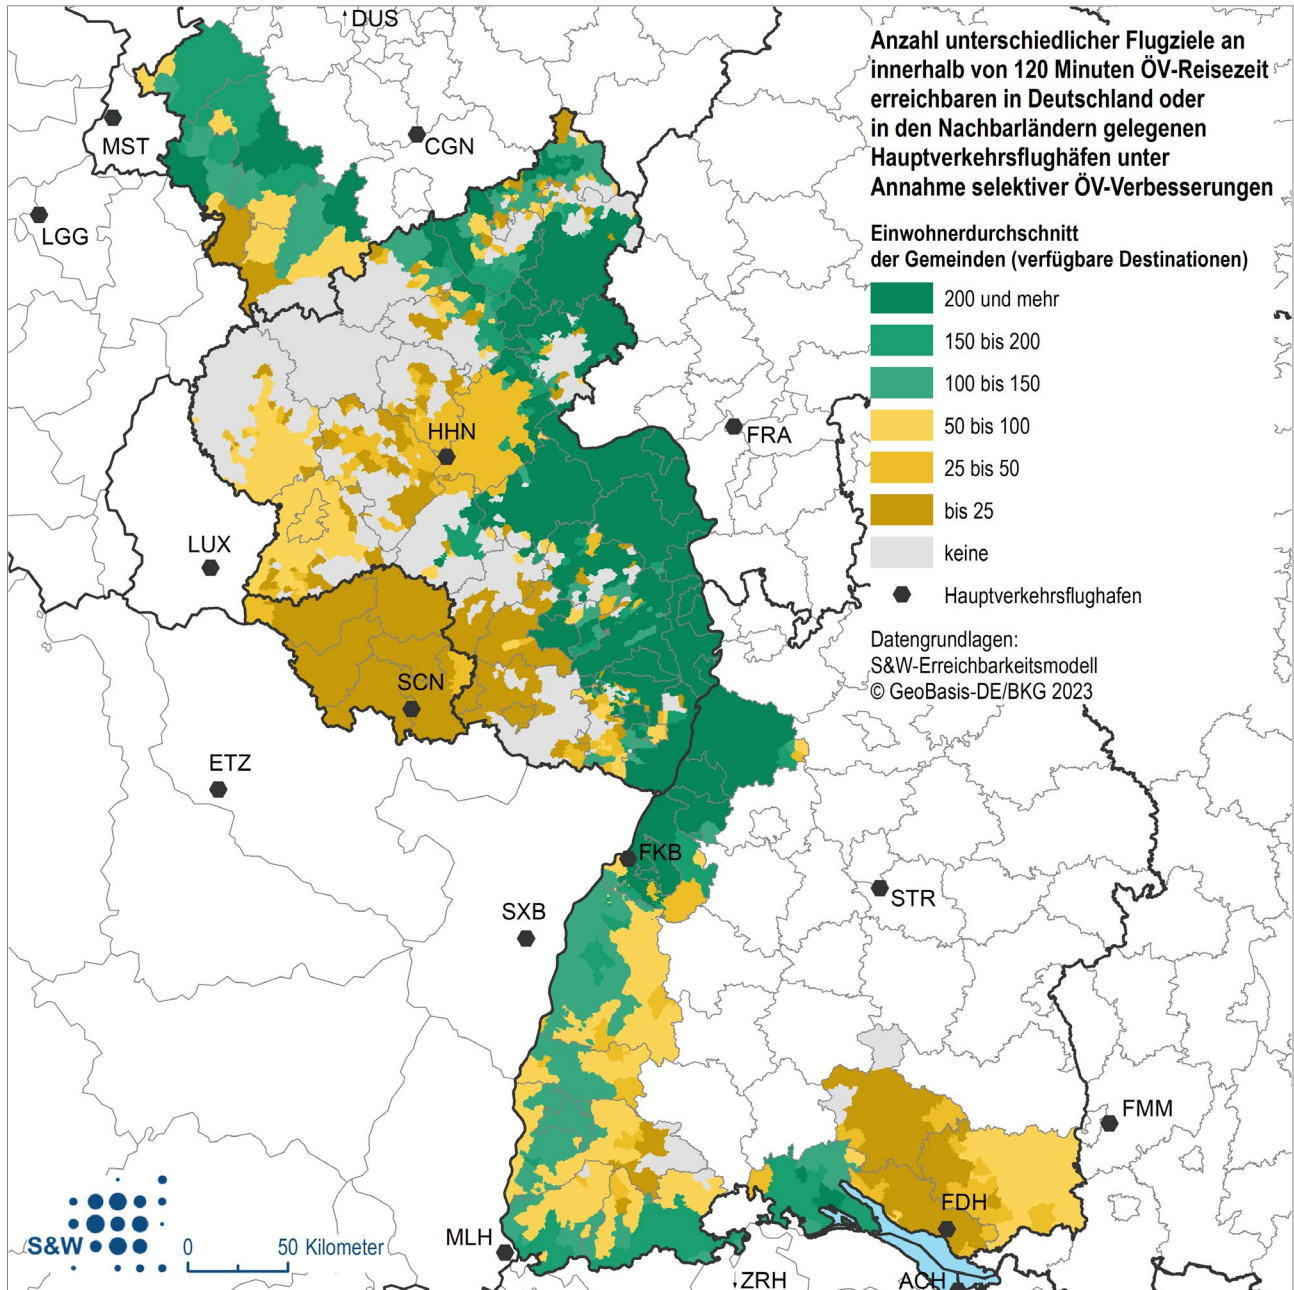 DUS
MST
CGN
LGG
HHN
FRA
LUX
SCN
ETZ
FKB
SXB
STR
FMM
FDH
MLH
ZRH
ACH
Anzahl unterschiedlicher Flugziele an
innerhalb von 120 Minuten ÖV-Reisezeit
erreichbaren in Deutschland oder
in den Nachbarländern gelegenen
Hauptverkehrsflughäfen unter
Annahme selektiver ÖV-Verbesserungen
Einwohnerdurchschnitt
der Gemeinden (verfügbare Destinationen)
200 und mehr
150 bis 200
100 bis 150
50 bis 100
25 bis 50
bis 25
keine
Hauptverkehrsflughafen
Datengrundlagen:
S&W-Erreichbarkeitsmodell
© GeoBasis-DE/BKG 2023
S&W
0 50 Kilometer